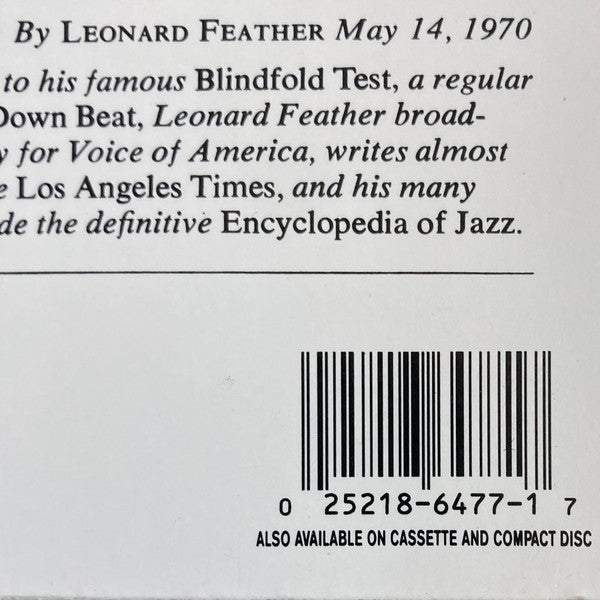 By LEONARD FEATHER May 14, 1970
to his famous Blindfold Test, a regular
Down Beat, Leonard Feather broad-
for Voice of America, writes almost
Los Angeles Times, and his many
the definitive Encyclopedia of Jazz.
0 25218-6477-1 7
ALSO AVAILABLE ON CASSETTE AND COMPACT DISC